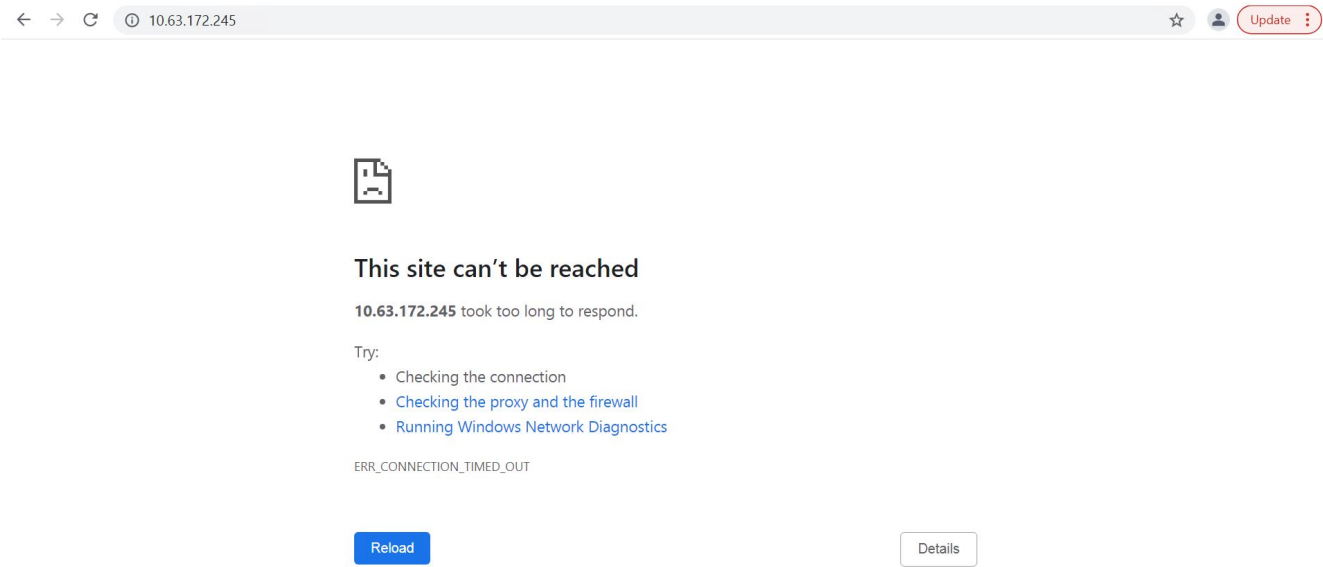 10.63.172.245
Update
This site can’t be reached
10.63.172.245 took too long to respond.
Try:
Checking the connection
Checking the proxy and the firewall
Running Windows Network Diagnostics
ERR_CONNECTION_TIMED_OUT
Reload
Details